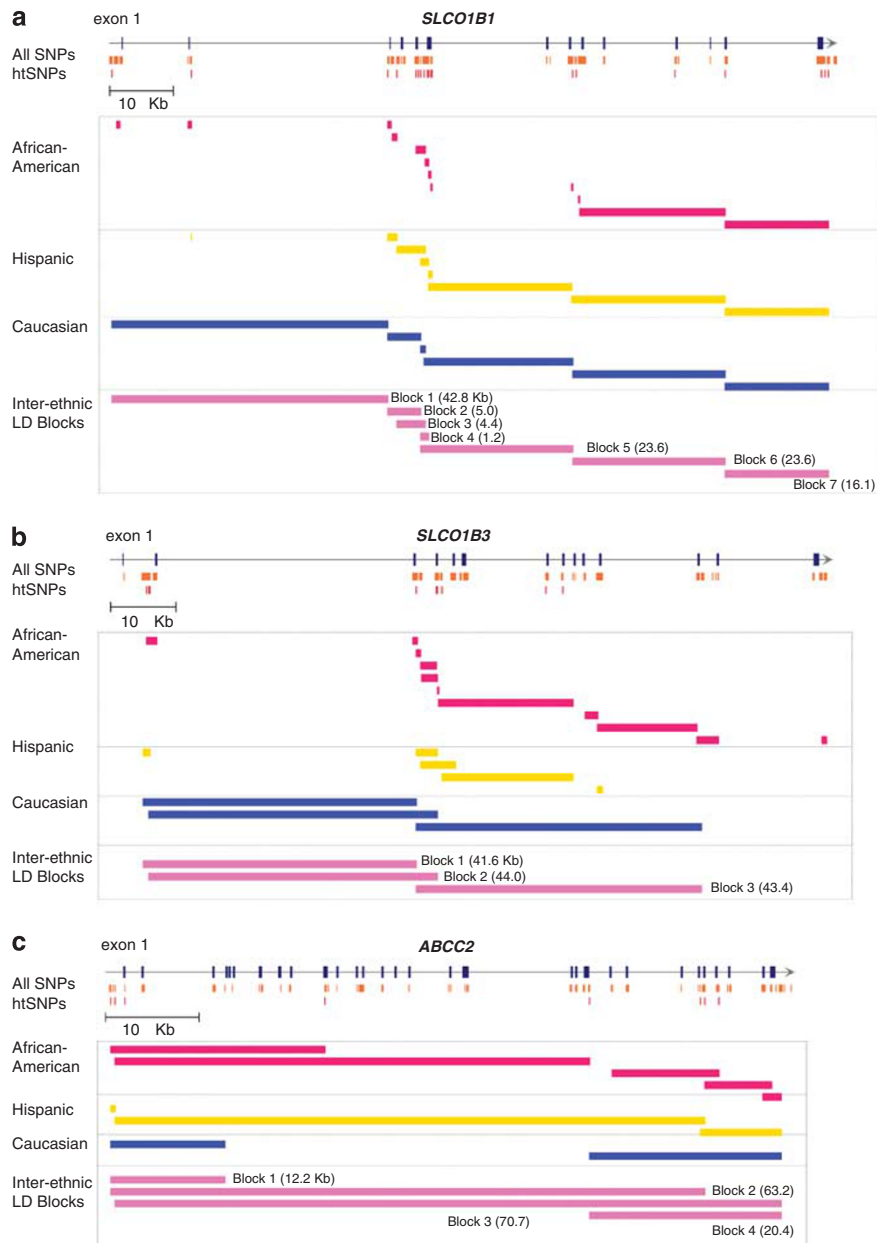 a
exon 1
SLCO1B1
All SNPs
htSNPs
10 Kb
African-
American
Hispanic
Caucasian
Inter-ethnic
LD Blocks
Block 1 (42.8 Kb)
Block 2 (5.0)
Block 3 (4.4)
Block 4 (1.2)
Block 5 (23.6)
Block 6 (23.6)
Block 7 (16.1)
b
exon 1
SLCO1B3
All SNPs
htSNPs
10 Kb
African-
American
Hispanic
Caucasian
Inter-ethnic
LD Blocks
Block 1 (41.6 Kb)
Block 2 (44.0)
Block 3 (43.4)
c
exon 1
ABCC2
All SNPs
htSNPs
10 Kb
African-
American
Hispanic
Caucasian
Inter-ethnic
LD Blocks
Block 1 (12.2 Kb)
Block 2 (63.2)
Block 3 (70.7)
Block 4 (20.4)